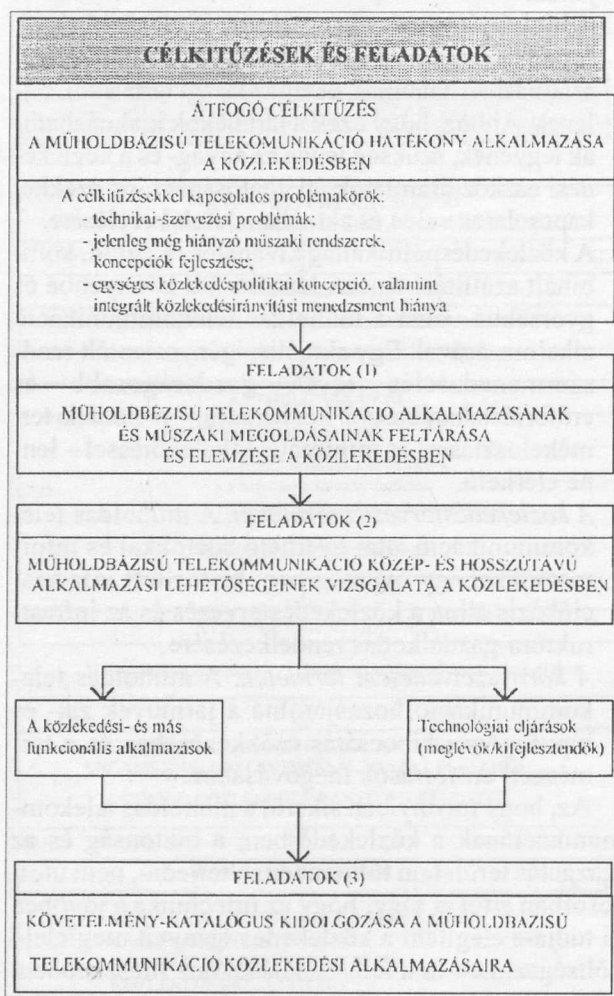 CÉLKITŰZÉSEK ÉS FELADATOK
ÁTFOGÓ CÉLKITŰZÉS
A MŰHOLDBÁZISÚ TELEKOMUNIKÁCIÓ HATÉKONY ALKALMAZÁSA
A KÖZLEKEDÉSBEN
A célkitűzésekkel kapcsolatos problémakörök:
- technikai-szervezési problémák;
- jelenleg még hiányzó műszaki rendszerek,
koncepciók fejlesztése;
- egységes közlekedéspolitikai koncepció, valamint
integrált közlekedésirányítási menedzsment hiánya
FELADATOK (1)
MŰHOLDBÁZISÚ TELEKOMMUNIKÁCIÓ ALKALMAZÁSÁNAK
ÉS MŰSZAKI MEGOLDÁSAINAK FELTÁRÁSA
ÉS ELEMZÉSE A KÖZLEKEDÉSBEN
FELADATOK (2)
MŰHOLDBÁZISÚ TELEKOMMUNIKÁCIÓ KÖZÉP- ÉS HOSSZÚTÁVÚ
ALKALMAZÁSI LEHETŐSÉGEINEK VIZSGÁLATA A KÖZLEKEDÉSBEN
A közlekedési- és más
funkcionális alkalmazások
Technológiai eljárások
(meglévők/kifejlesztendők)
FELADATOK (3)
KÖVETELMÉNY-KATALÓGUS KIDOLGOZÁSA A MŰHOLDBÁZISÚ
TELEKOMMUNIKÁCIÓ KÖZLEKEDÉSI ALKALMAZÁSAIRA